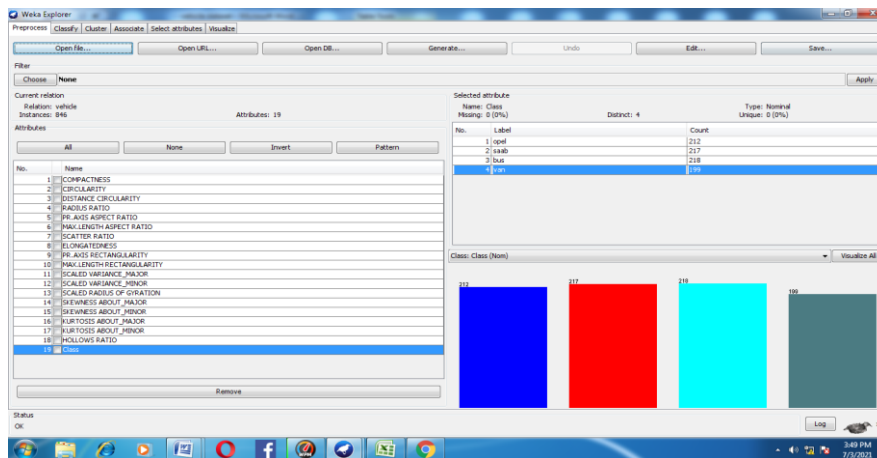 Weka Explorer
Preprocess Classify Cluster Associate Select attributes Visualize
Open file... Open URL... Open DB... Generate... Undo Edit... Save...
Filter
Choose None Apply
Current relation
Relation: vehicle
Instances: 846 Attributes: 19
Selected attribute
Name: Class Type: Nominal
Missing: 0 (0%) Distinct: 4 Unique: 0 (0%)
Attributes
All None Invert Pattern
No. Name
1 COMPACTNESS
2 CIRCULARITY
3 DISTANCE CIRCULARITY
4 RADIUS RATIO
5 PR.AXIS ASPECT RATIO
6 MAX.LENGTH ASPECT RATIO
7 SCATTER RATIO
8 ELONGATEDNESS
9 PR.AXIS RECTANGULARITY
10 MAX.LENGTH RECTANGULARITY
11 SCALED VARIANCE_MAJOR
12 SCALED VARIANCE_MINOR
13 SCALED RADIUS OF GYRATION
14 SKEWNESS ABOUT_MAJOR
15 SKEWNESS ABOUT_MINOR
16 KURTOSIS ABOUT_MAJOR
17 KURTOSIS ABOUT_MINOR
18 HOLLOWS RATIO
19 Class
Remove
No. Label Count
1 opel 212
2 saab 217
3 bus 218
4 van 199
Class: Class (Nom) Visualize All
212 217 218 199
Status
OK Log
3:49 PM
7/3/2021